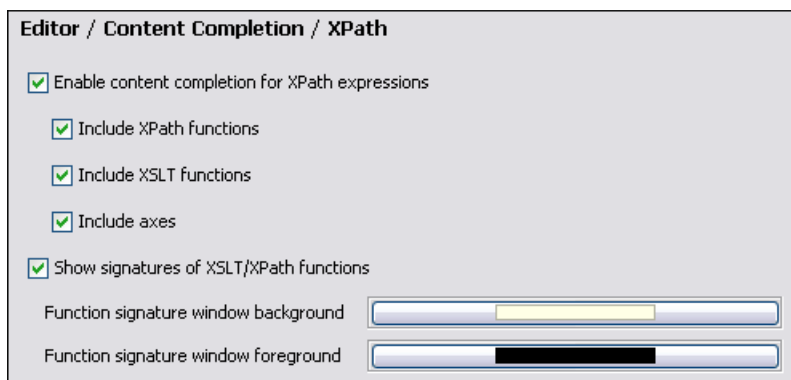 Editor / Content Completion / XPath
Enable content completion for XPath expressions
Include XPath functions
Include XSLT functions
Include axes
Show signatures of XSLT/XPath functions
Function signature window background
Function signature window foreground